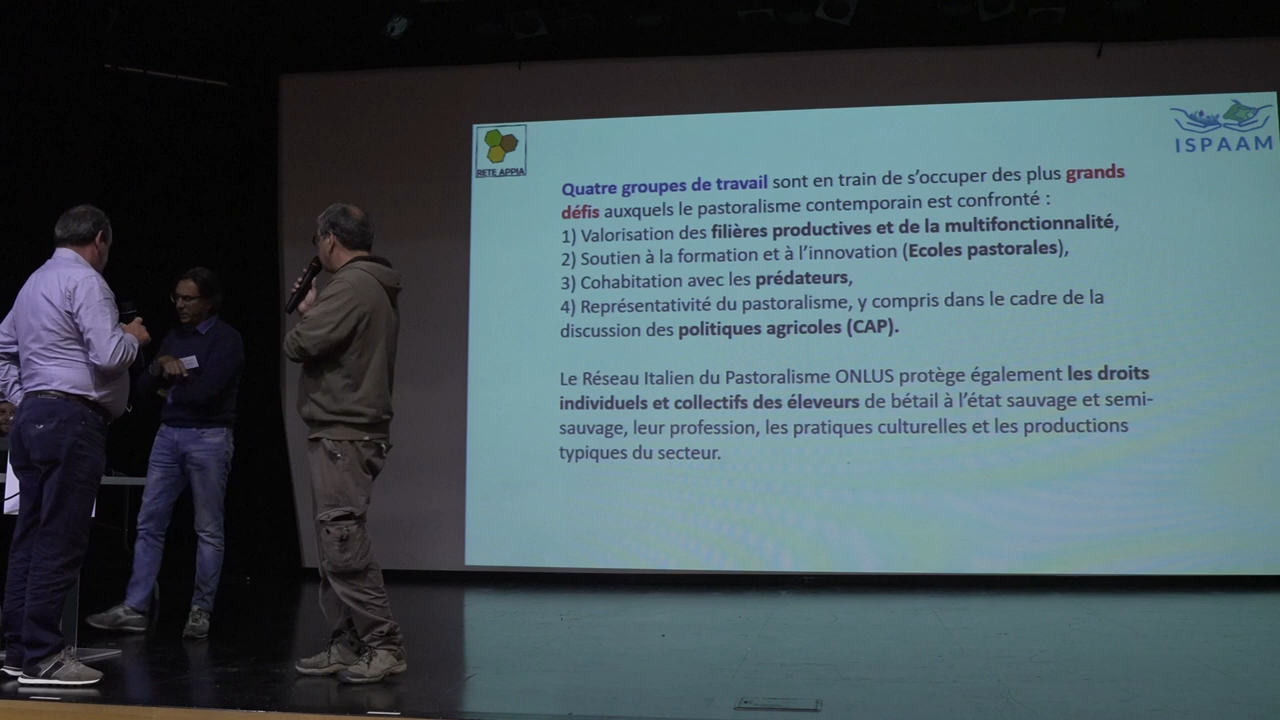 RETE APPIA
ISPAAM
Quatre groupes de travail sont en train de s’occuper des plus grands
défis auxquels le pastoralisme contemporain est confronté :
1) Valorisation des filières productives et de la multifonctionnalité,
2) Soutien à la formation et à l’innovation (Ecoles pastorales),
3) Cohabitation avec les prédateurs,
4) Représentativité du pastoralisme, y compris dans le cadre de la
discussion des politiques agricoles (CAP).
Le Réseau Italien du Pastoralisme ONLUS protège également les droits
individuels et collectifs des éleveurs de bétail à l’état sauvage et semi-
sauvage, leur profession, les pratiques culturelles et les productions
typiques du secteur.